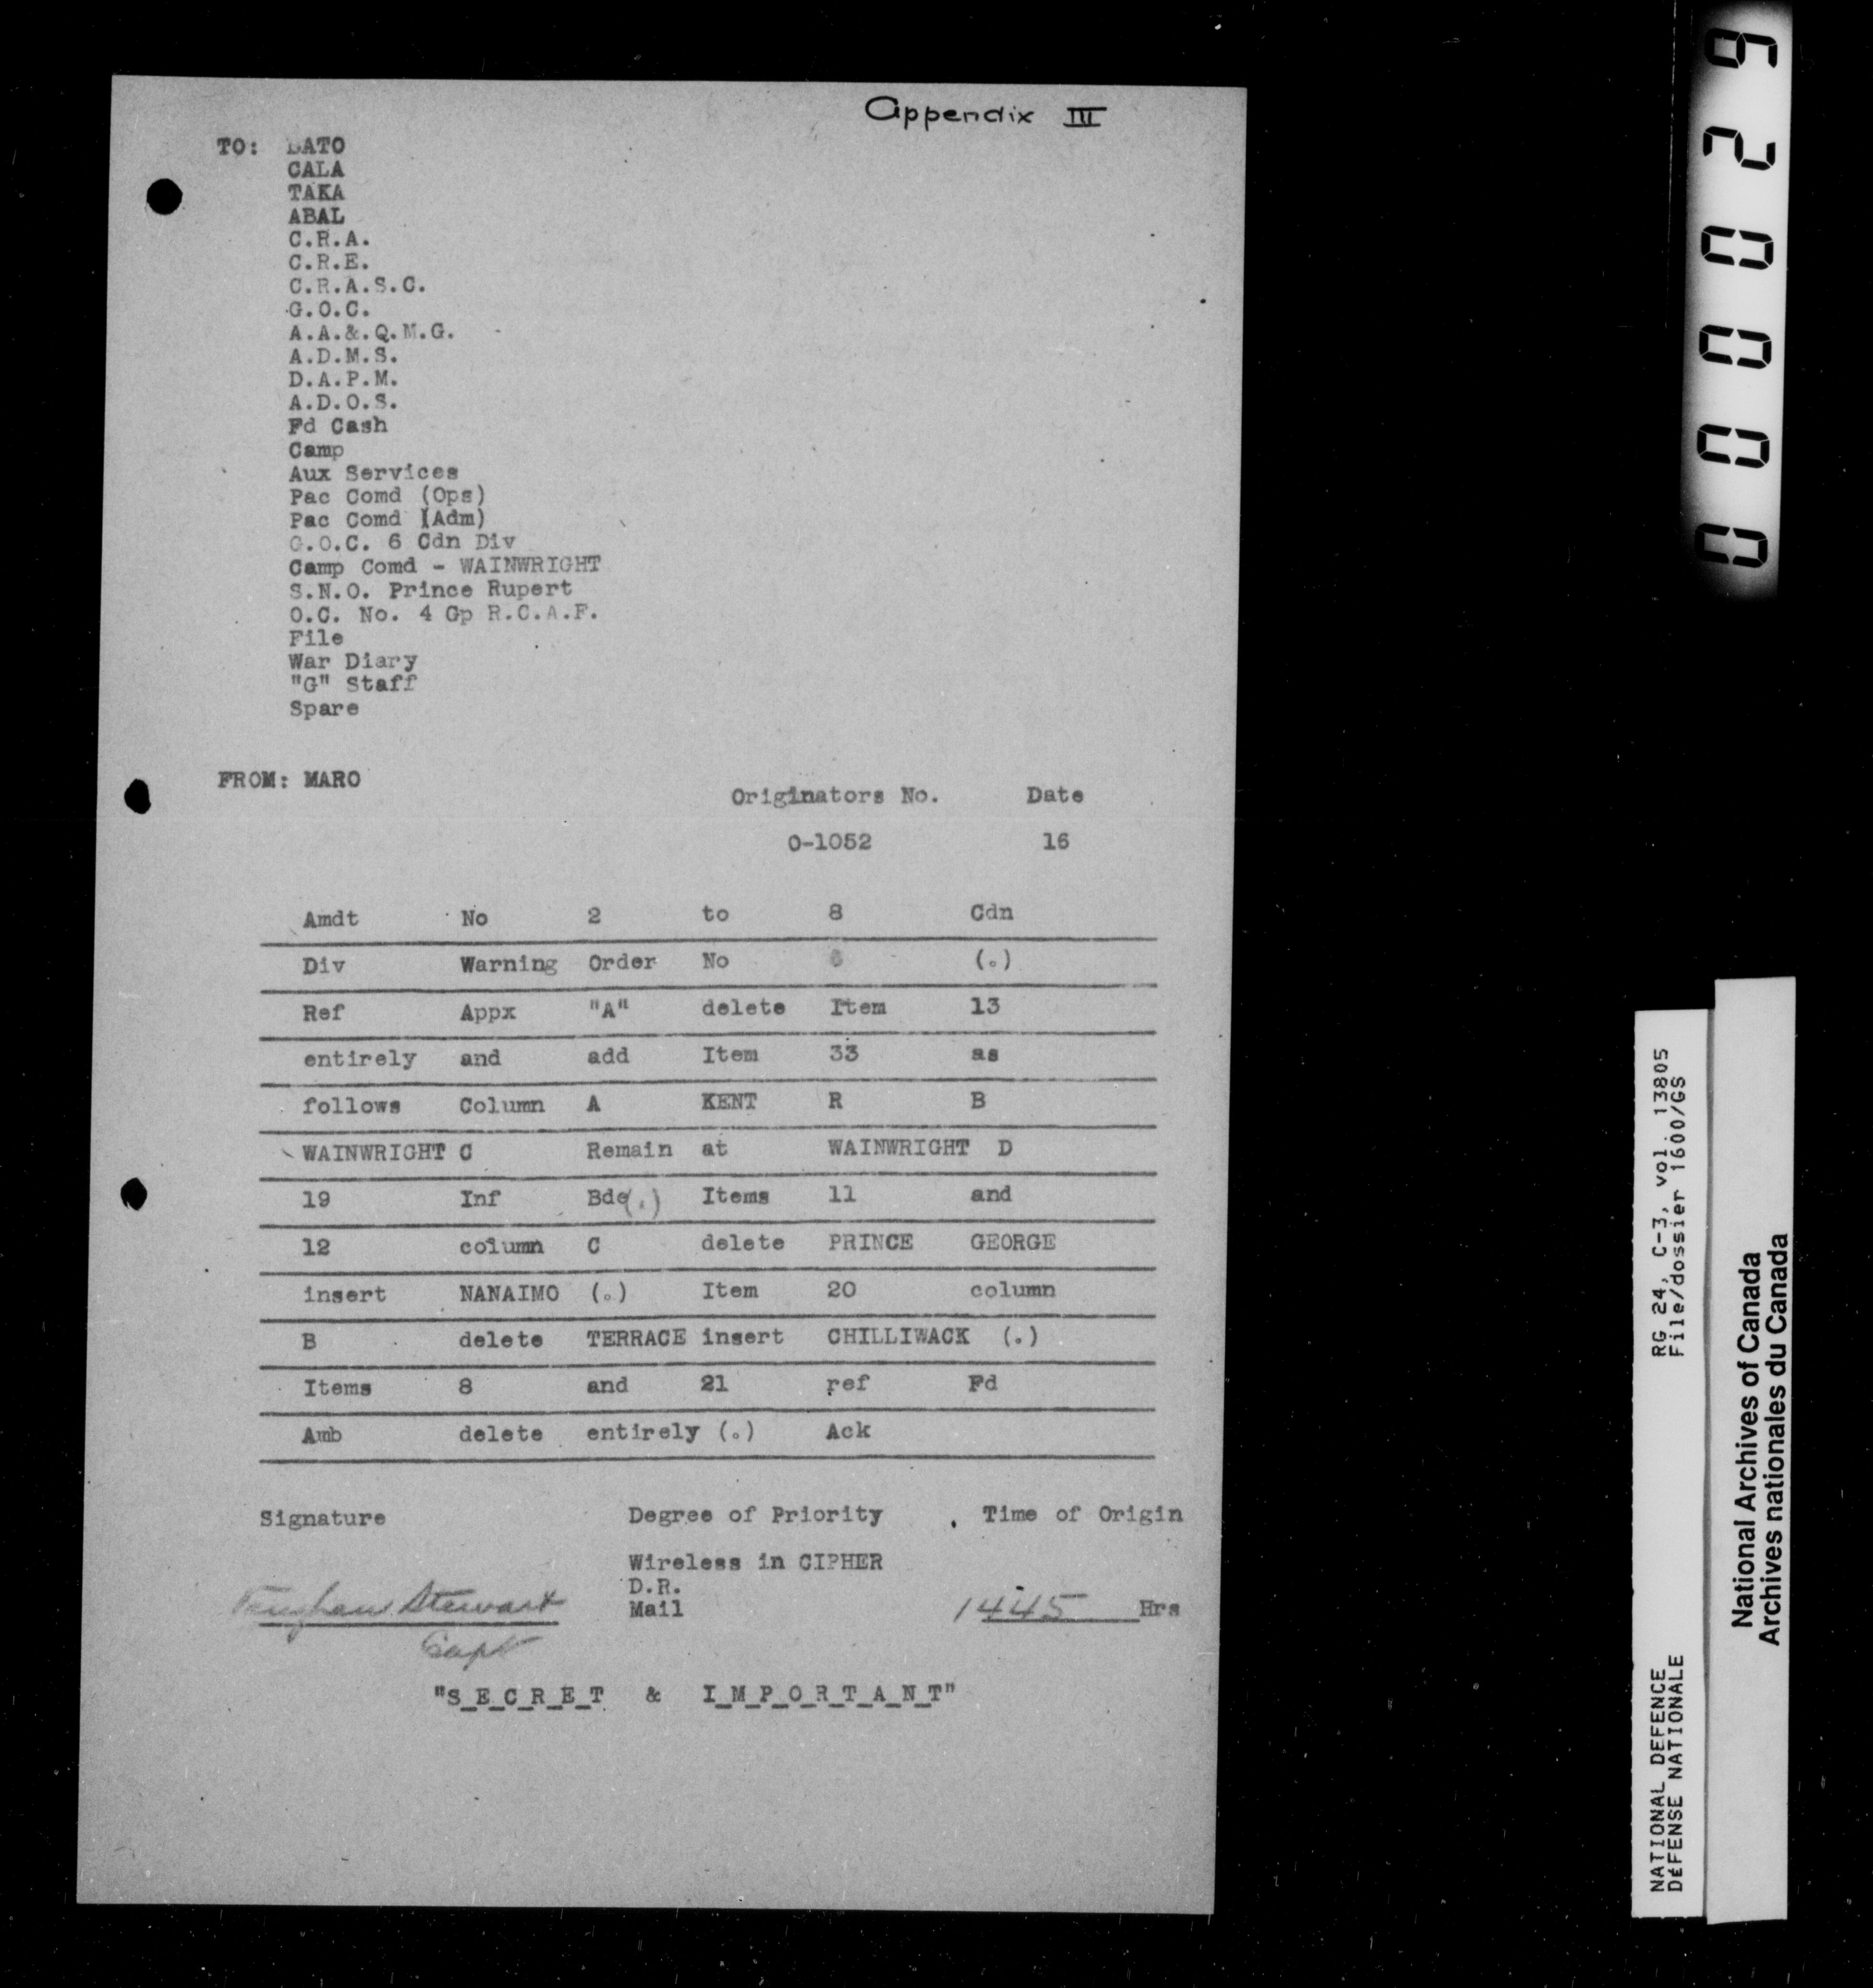 Appendix III
TO: DATO
CALA
TAKA
ABAL
C.R.A.
C.R.E.
C.R.A.S.C.
G.O.C.
A.A.&.Q.M.G.
A.D.M.S.
D.A.P.M.
A.D.O.S.
Fd Cash
Camp
Aux Services
Pac Comd (Ops)
Pac Comd (Adm)
G.O.C. 6 Cdn Div
Camp Comd - WAINWRIGHT
S.N.O. Prince Rupert
O.C. No. 4 Gp R.C.A.F.
File
War Diary
"G" Staff
Spare
FROM: MARO
Originators No. Date
O-1052 16
Amdt No 2 to 8 Cdn
Div Warning Order No (.)
Ref Appx "A" delete Item 13
entirely and add Item 33 as
follows Column A KENT R B
WAINWRIGHT C Remain at WAINWRIGHT D
19 Inf Bde(.) Items 11 and
12 column C delete PRINCE GEORGE
insert NANAIMO (.) Item 20 column
B delete TERRACE insert CHILLIWACK (.)
Items 8 and 21 ref Fd
Amb delete entirely (.) Ack
Signature Degree of Priority Time of Origin
Wireless in CIPHER
D.R.
Stewart Mail 1445 Hrs
Capt
"S_E_C_R_E_T & I_M_P_O_R_T_A_N_T"
000029
RG 24, C-3, vol. 13805
File/dossier 1600/GS
NATIONAL DEFENCE
DÉFENSE NATIONALE
National Archives of Canada
Archives nationales du Canada